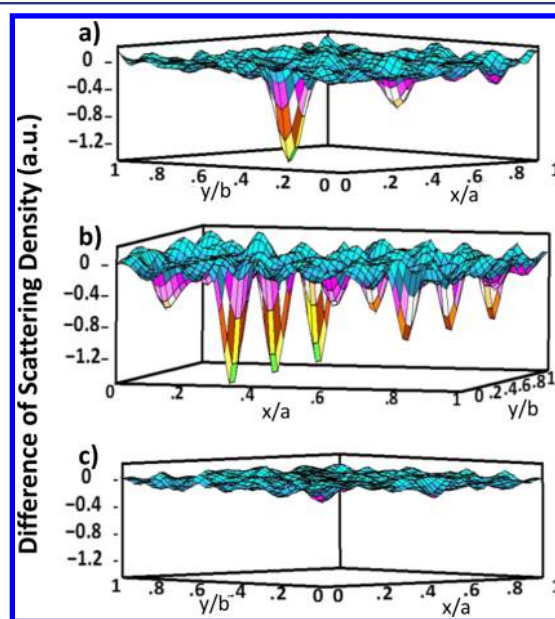 Difference of Scattering Density (a.u.)
a)
0
−0.4
−0.8
−1.2
1 .8 .6 .4 .2 0 0 .2 .4 .6 .8 1
y/b x/a
b)
0
−0.4
−0.8
−1.2
0 .2 .4 .6 .8 1 0 .2.4.6.81
x/a y/b
c)
0
−0.4
−0.8
−1.2
1 .8 .6 .4 .2 0 0 .2 .4 .6 .8 1
y/b x/a